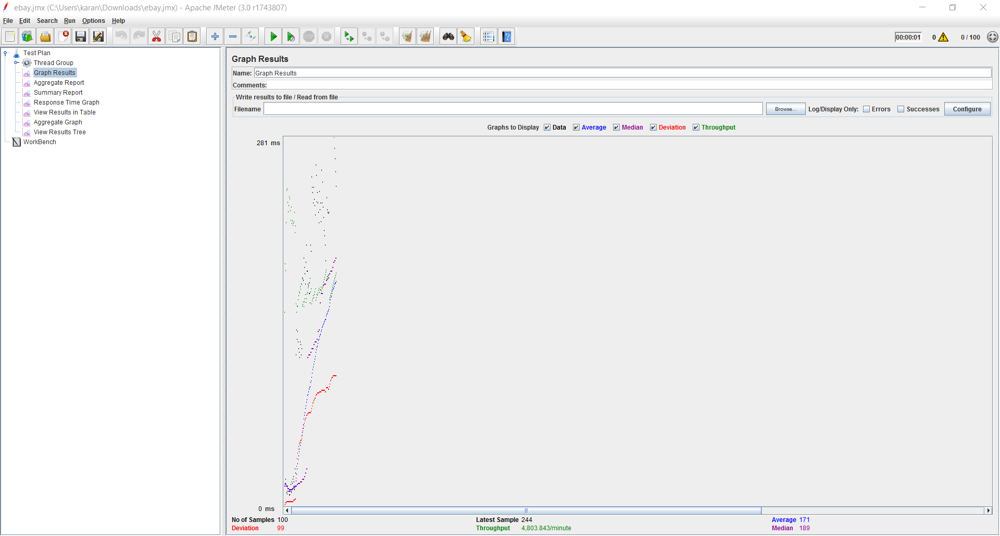 ebay.jmx (C:\Users\karan\Downloads\ebay.jmx) - Apache JMeter (3.0 r1743807)
File Edit Search Run Options Help
STOP
00:00:01 0 0 / 100
Test Plan
Thread Group
Graph Results
Aggregate Report
Summary Report
Response Time Graph
View Results in Table
Aggregate Graph
View Results Tree
WorkBench
Graph Results
Name: Graph Results
Comments:
Write results to file / Read from file
Filename Browse... Log/Display Only: Errors Successes Configure
Graphs to Display Data Average Median Deviation Throughput
281 ms
0 ms
No of Samples 100 Latest Sample 244 Average 171
Deviation 99 Throughput 4,803.843/minute Median 189